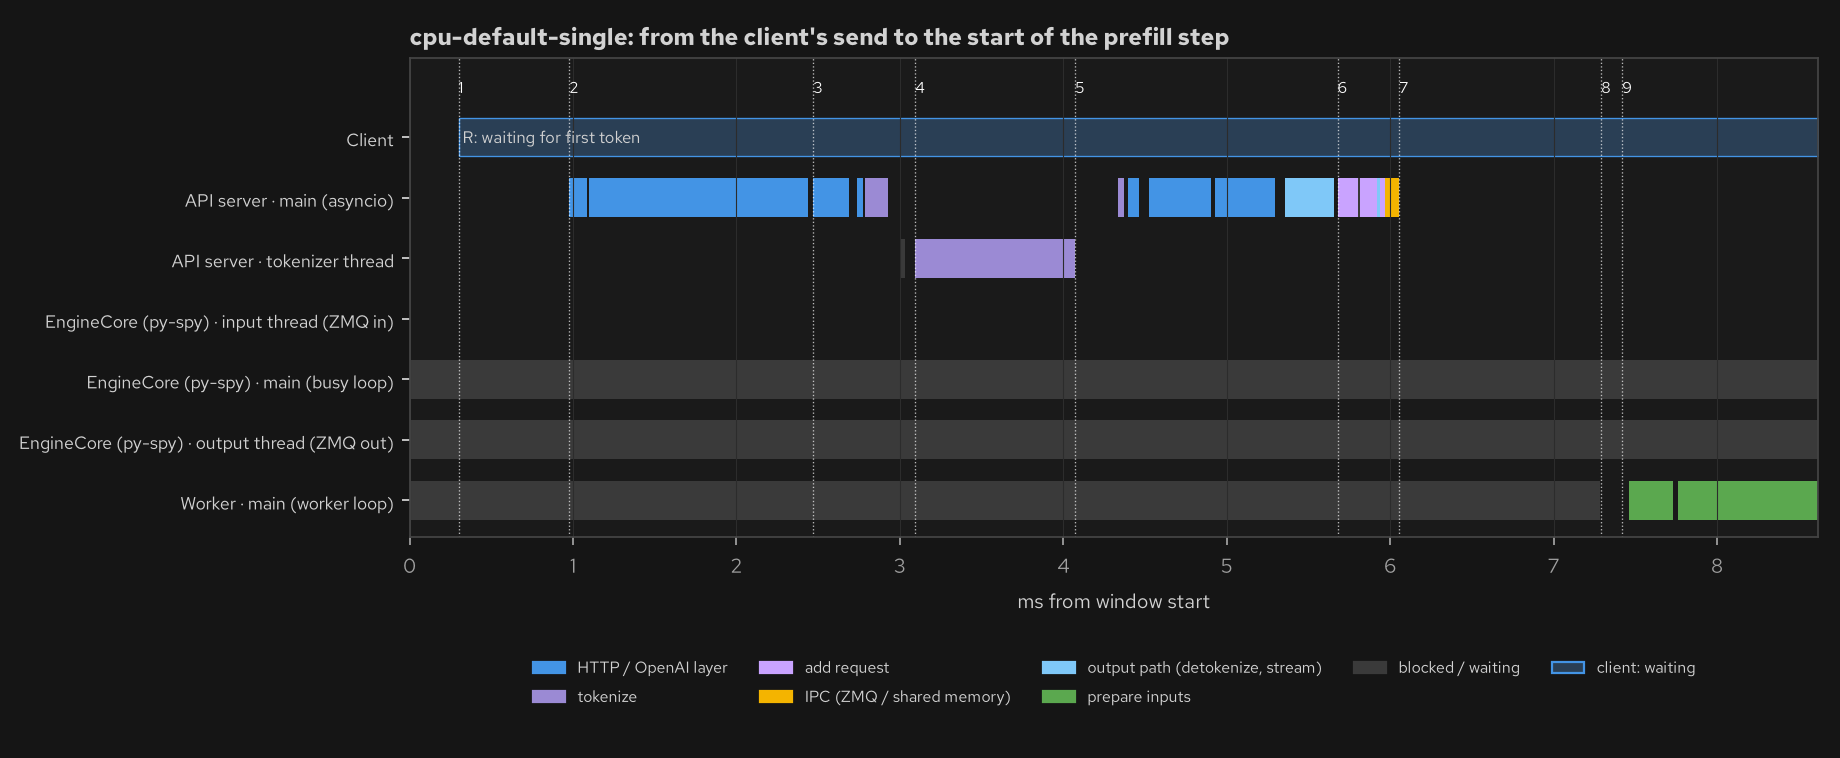 cpu-default-single: from the client's send to the start of the prefill step
1 2 3 4 5 6 7 8 9
Client
R: waiting for first token
API server · main (asyncio)
API server · tokenizer thread
EngineCore (py-spy) · input thread (ZMQ in)
EngineCore (py-spy) · main (busy loop)
EngineCore (py-spy) · output thread (ZMQ out)
Worker · main (worker loop)
0 1 2 3 4 5 6 7 8
ms from window start
HTTP / OpenAI layer
add request
output path (detokenize, stream)
blocked / waiting
client: waiting
tokenize
IPC (ZMQ / shared memory)
prepare inputs